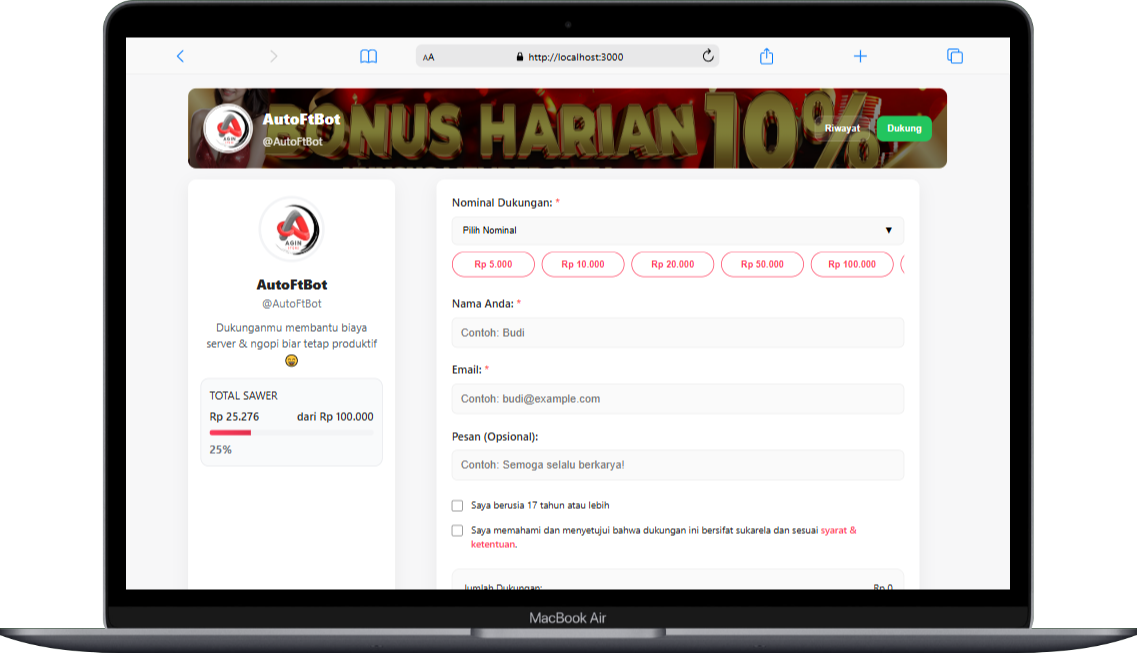 AA
http://localhost:3000
BONUS HARIAN 10%
AutoFtBot
@AutoFtBot
Riwayat
Dukung
AGIN
AutoFtBot
@AutoFtBot
Dukunganmu membantu biaya
server & ngopi biar tetap produktif
TOTAL SAWER
Rp 25.276
dari Rp 100.000
25%
Nominal Dukungan: *
Pilih Nominal
Rp 5.000
Rp 10.000
Rp 20.000
Rp 50.000
Rp 100.000
Nama Anda: *
Contoh: Budi
Email: *
Contoh: budi@example.com
Pesan (Opsional):
Contoh: Semoga selalu berkarya!
Saya berusia 17 tahun atau lebih
Saya memahami dan menyetujui bahwa dukungan ini bersifat sukarela dan sesuai syarat &
ketentuan.
Jumlah Dukungan:
Rp 0
MacBook Air